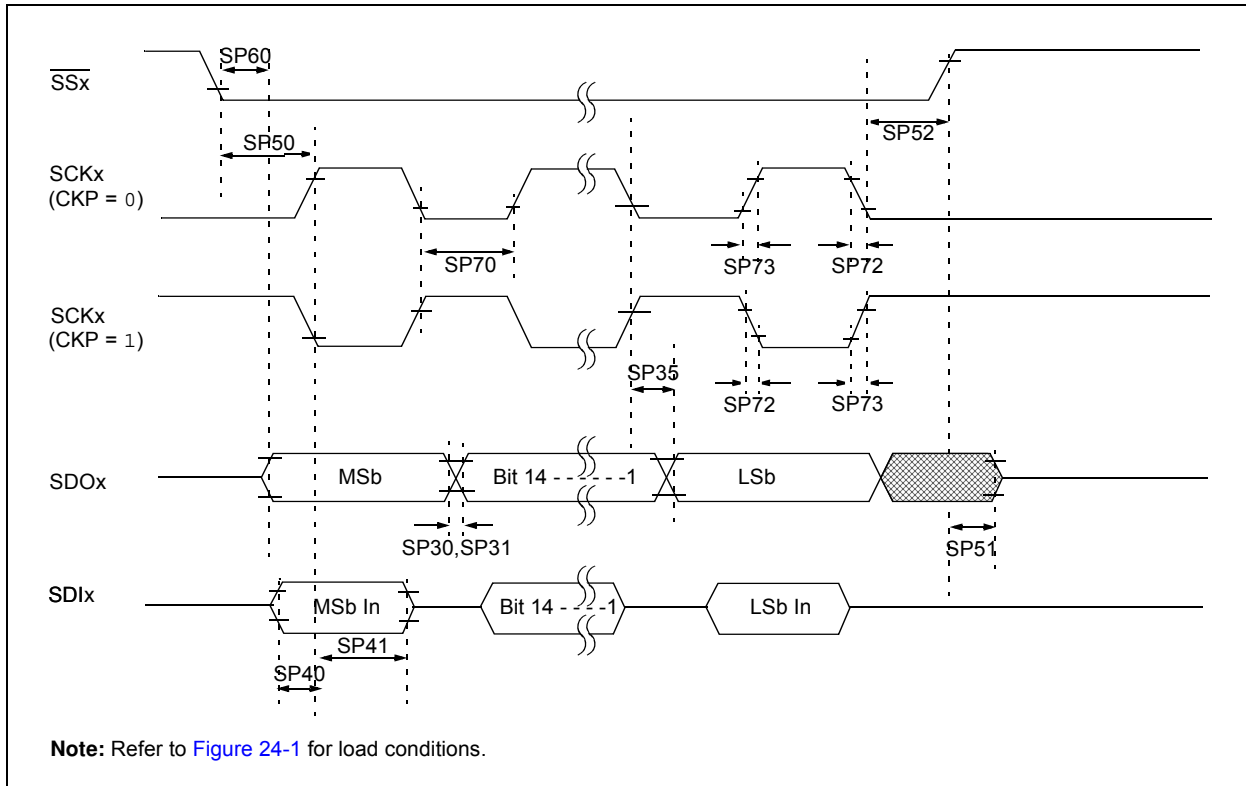 SP60
SSx
SP50
SP52
SCKx
(CKP = 0)
SP70
SP73
SP72
SCKx
(CKP = 1)
SP35
SP72
SP73
SDOx
MSb
Bit 14 - - - - - -1
LSb
SP30,SP31
SP51
SDIx
MSb In
Bit 14 - - - - -1
LSb In
SP41
SP40
Note: Refer to Figure 24-1 for load conditions.